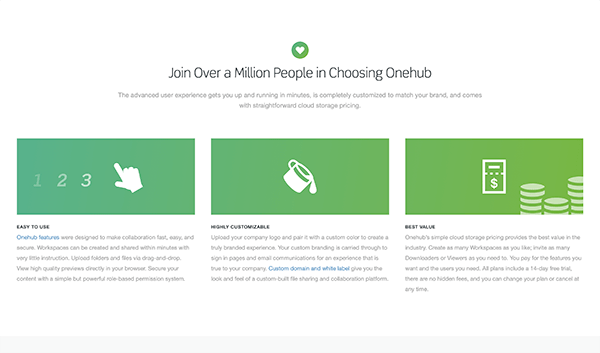 Join Over a Million People in Choosing Onehub
The advanced user experience gets you up and running in minutes, is completely customized to match your brand, and comes
with straightforward cloud storage pricing.
1 2 3
$
EASY TO USE
Onehub features were designed to make collaboration fast, easy, and
secure. Workspaces can be created and shared within minutes with
very little instruction. Upload folders and files via drag-and-drop.
View high quality previews directly in your browser. Secure your
content with a simple but powerful role-based permission system.
HIGHLY CUSTOMIZABLE
Upload your company logo and pair it with a custom color to create a
truly branded experience. Your custom branding is carried through to
sign in pages and email communications for an experience that is
true to your company. Custom domain and white label give you the
look and feel of a custom-built file sharing and collaboration platform.
BEST VALUE
Onehub's simple cloud storage pricing provides the best value in the
industry. Create as many Workspaces as you like; invite as many
Downloaders or Viewers as you need to. You pay for the features you
want and the users you need. All plans include a 14-day free trial,
there are no hidden fees, and you can change your plan or cancel at
any time.